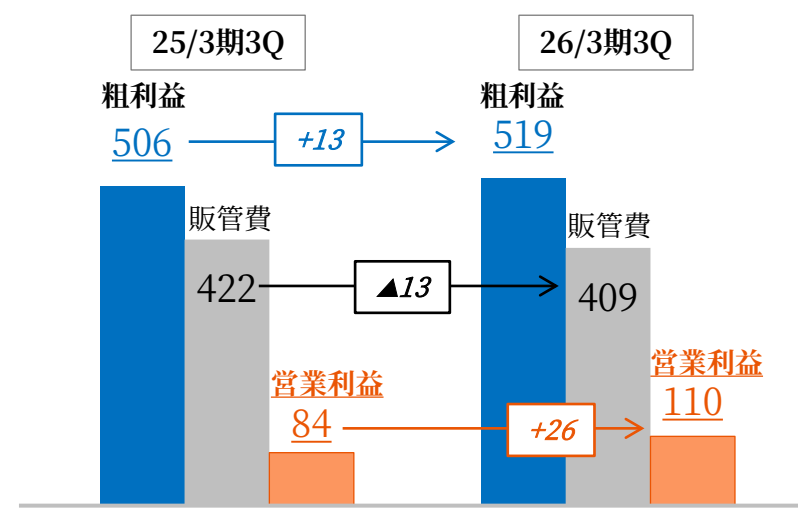 25/3期3Q
26/3期3Q
粗利益
506
+13
粗利益
519
販管費
422
▲13
販管費
409
営業利益
84
+26
営業利益
110